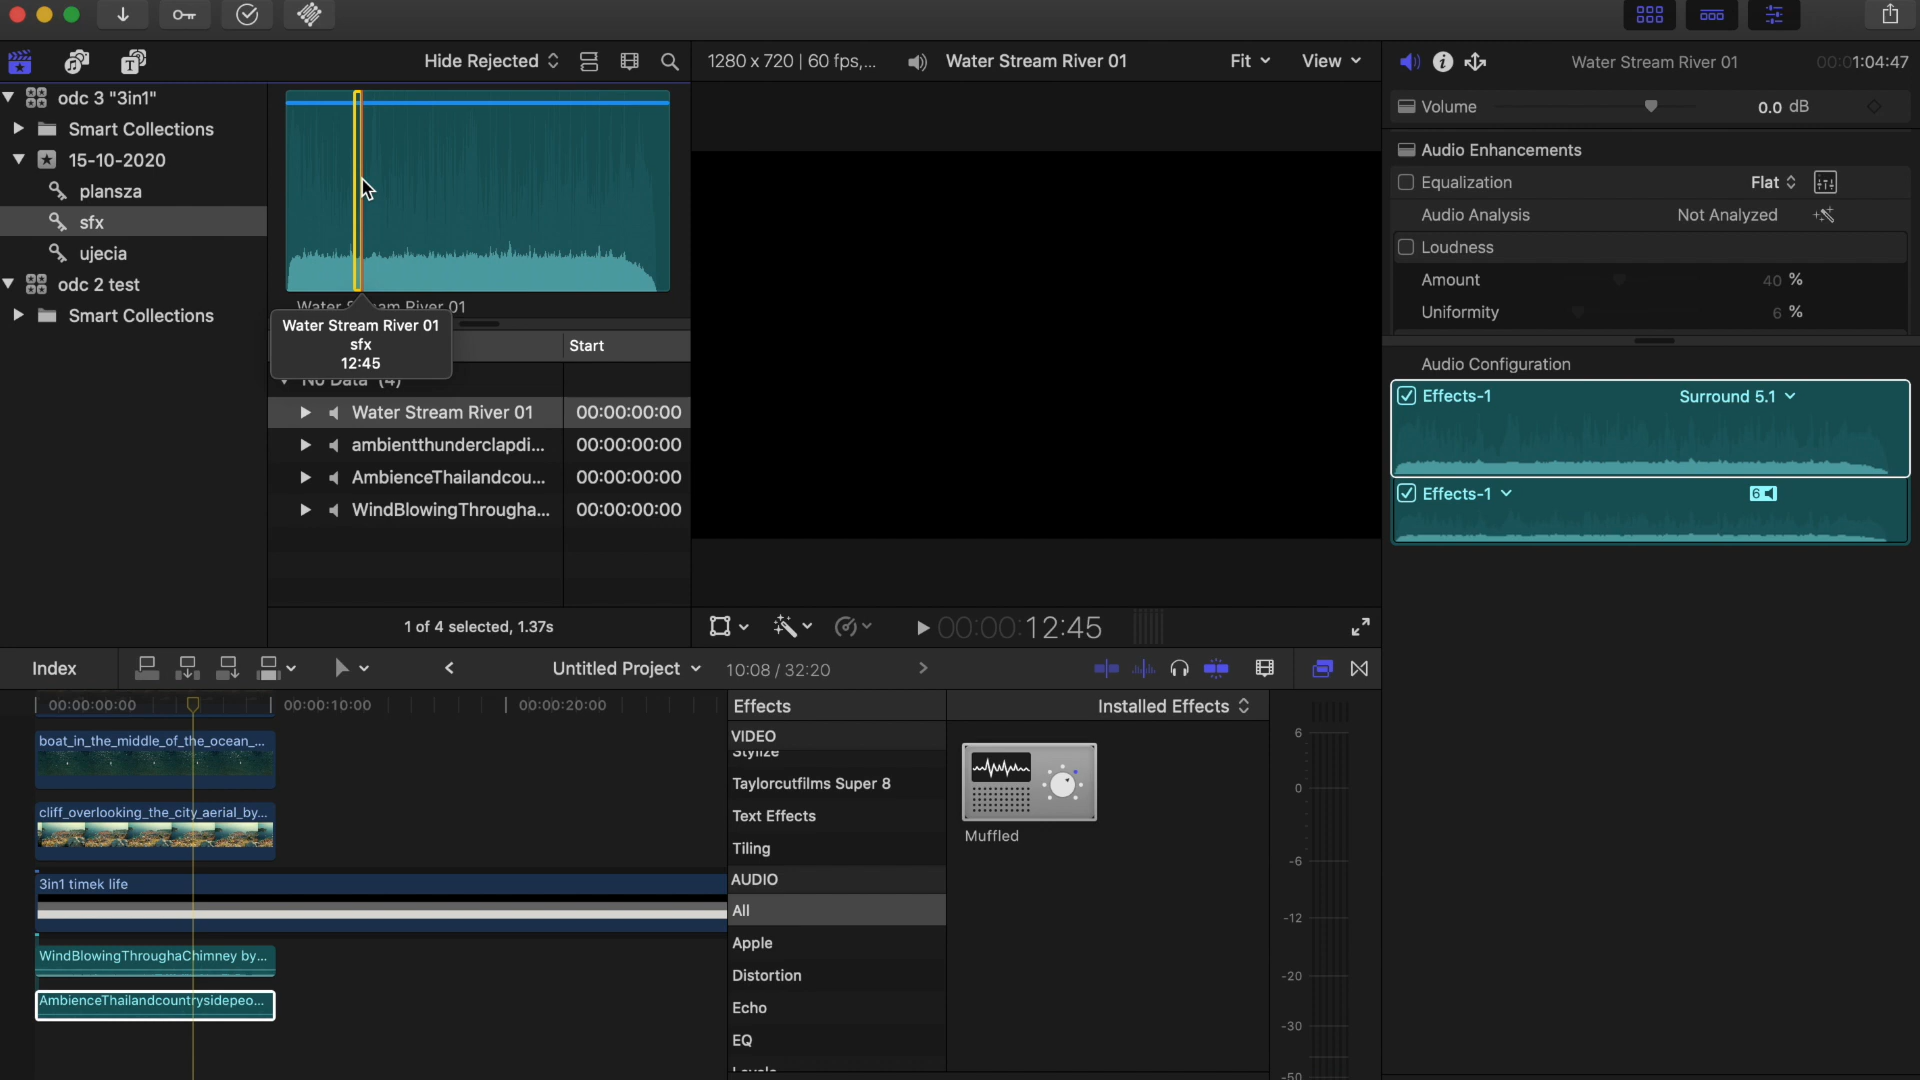 Hide Rejected
1280 x 720 | 60 fps,...
Water Stream River 01
Fit
View
Water Stream River 01
00:01:04:47
odc 3 "3in1"
Smart Collections
15-10-2020
plansza
sfx
ujecia
odc 2 test
Smart Collections
Water Stream River 01
Water Stream River 01
sfx
12:45
Start
No Data (4)
Water Stream River 01 00:00:00:00
ambientthunderclapdi... 00:00:00:00
AmbienceThailandcou... 00:00:00:00
WindBlowingThrougha... 00:00:00:00
1 of 4 selected, 1.37s
00:00:12:45
Volume 0.0 dB
Audio Enhancements
Equalization Flat
Audio Analysis Not Analyzed
Loudness
Amount 40 %
Uniformity 6 %
Audio Configuration
Effects-1 Surround 5.1
Effects-1 6
Index
Untitled Project
10:08 / 32:20
00:00:00:00
00:00:10:00
00:00:20:00
boat_in_the_middle_of_the_ocean_...
cliff_overlooking_the_city_aerial_by...
3in1 timek life
WindBlowingThroughaChimney by...
AmbienceThailandcountrysidepeo...
Effects
Installed Effects
VIDEO
Stylize
Taylorcutfilms Super 8
Text Effects
Tiling
AUDIO
All
Apple
Distortion
Echo
EQ
Levels
Muffled
6
0
-6
-12
-20
-30
-50